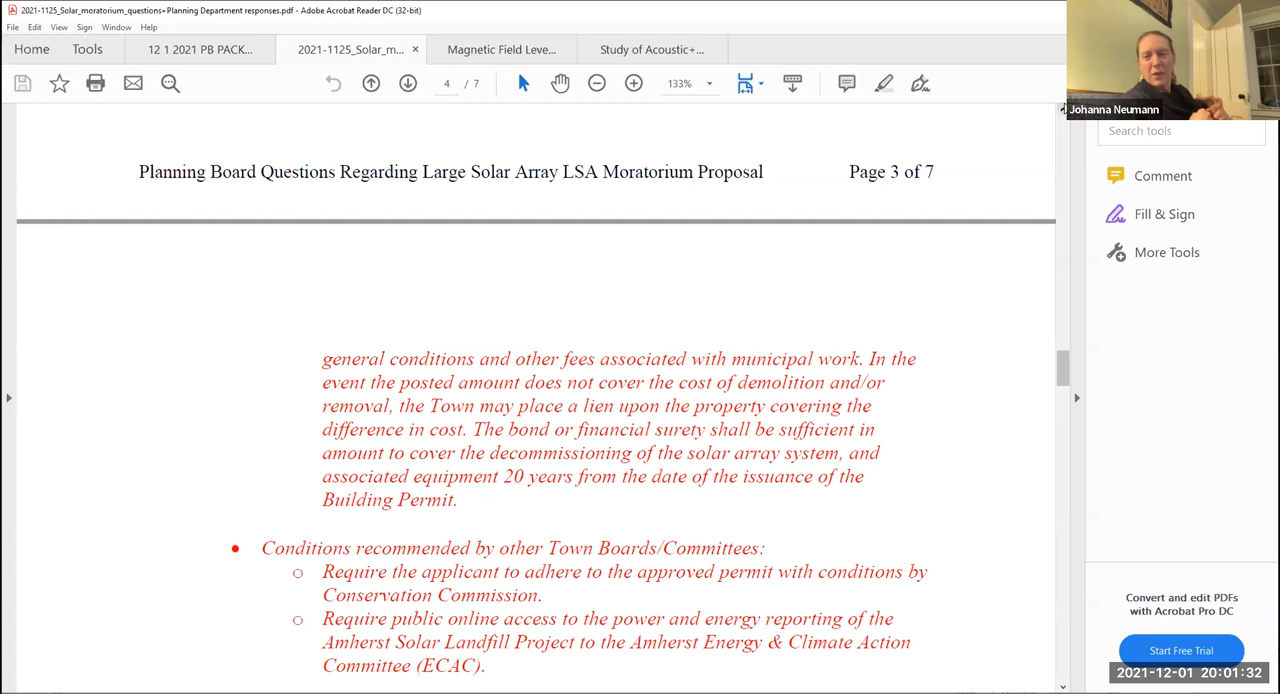 2021-1125_Solar_moratorium_questions+Planning Department responses.pdf - Adobe Acrobat Reader DC (32-bit)
File Edit View Sign Window Help
Home Tools 12 1 2021 PB PACK... 2021-1125_Solar_m... × Magnetic Field Leve... Study of Acoustic+...
4 / 7 133%
Johanna Neumann
Search tools
Comment
Fill & Sign
More Tools
Planning Board Questions Regarding Large Solar Array LSA Moratorium Proposal Page 3 of 7
general conditions and other fees associated with municipal work. In the
event the posted amount does not cover the cost of demolition and/or
removal, the Town may place a lien upon the property covering the
difference in cost. The bond or financial surety shall be sufficient in
amount to cover the decommissioning of the solar array system, and
associated equipment 20 years from the date of the issuance of the
Building Permit.
• Conditions recommended by other Town Boards/Committees:
o Require the applicant to adhere to the approved permit with conditions by
Conservation Commission.
o Require public online access to the power and energy reporting of the
Amherst Solar Landfill Project to the Amherst Energy & Climate Action
Committee (ECAC).
Convert and edit PDFs
with Acrobat Pro DC
Start Free Trial
2021-12-01 20:01:32